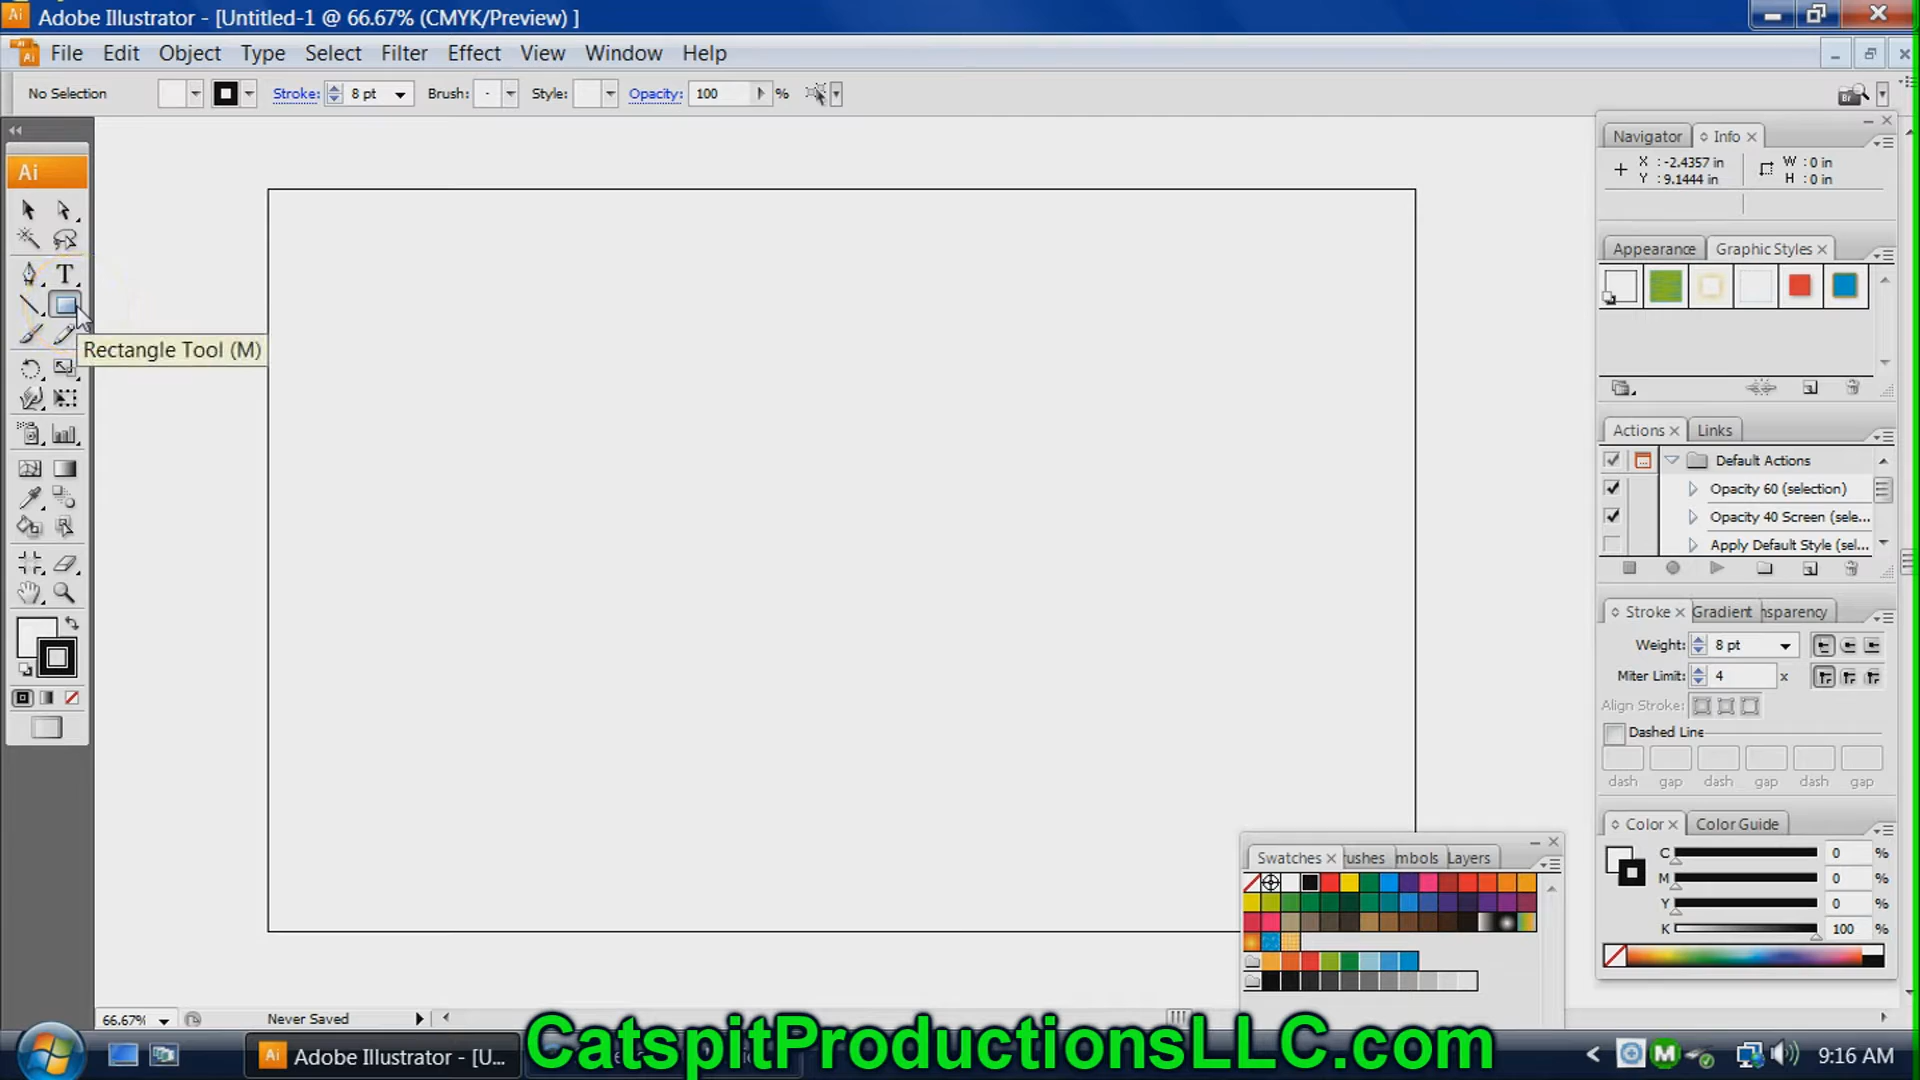 Adobe Illustrator - [Untitled-1 @ 66.67% (CMYK/Preview) ]
File Edit Object Type Select Filter Effect View Window Help
No Selection Stroke: 8 pt Brush: Style: Opacity: 100 %
Navigator Info
X : -2.4357 in
Y : 9.1444 in
W : 0 in
H : 0 in
Ai
Appearance Graphic Styles
T
Rectangle Tool (M)
Actions Links
Default Actions
Opacity 60 (selection)
Opacity 40 Screen (sele...
Apply Default Style (sel...
Stroke Gradient nsparency
Weight: 8 pt
Miter Limit: 4 x
Align Stroke:
Dashed Line
dash gap dash gap dash gap
Color Color Guide
C 0 %
M 0 %
Y 0 %
K 100 %
Swatches rushes mbols Layers
66.67% Never Saved
Adobe Illustrator - [U...
CatspitProductionsLLC.com
9:16 AM